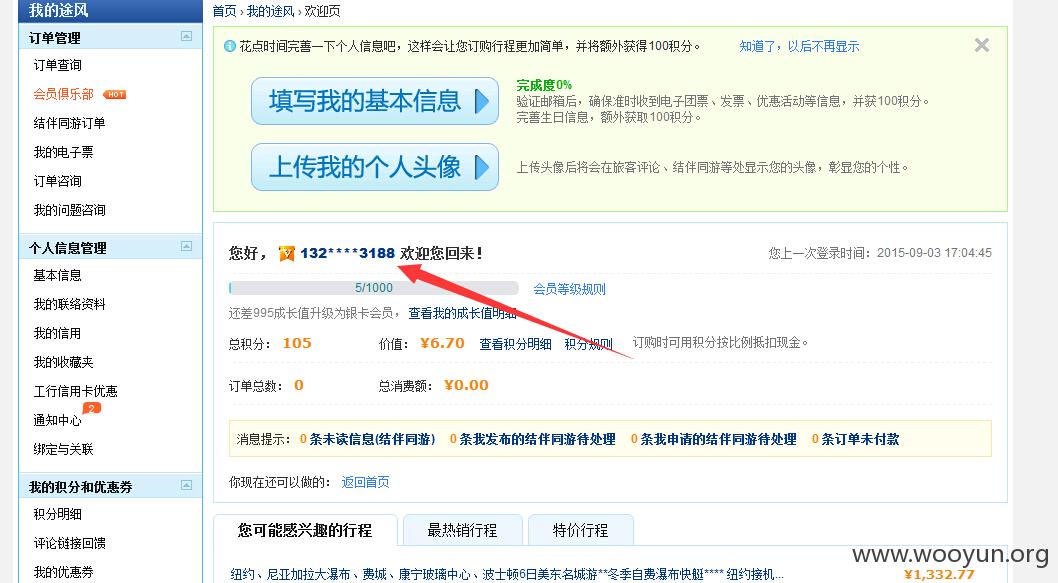 我的途风
首页 › 我的途风 › 欢迎页
订单管理
订单查询
会员俱乐部 HOT
结伴同游订单
我的电子票
订单咨询
我的问题咨询
个人信息管理
基本信息
我的联络资料
我的信用
我的收藏夹
工行信用卡优惠
通知中心 2
绑定与关联
我的积分和优惠券
积分明细
评论链接回馈
我的优惠券
花点时间完善一下个人信息吧，这样会让您订购行程更加简单，并将额外获得100积分。 知道了，以后不再显示
填写我的基本信息
完成度0%
验证邮箱后，确保准时收到电子团票、发票、优惠活动等信息，并获100积分。
完善生日信息，额外获取100积分。
上传我的个人头像
上传头像后将会在旅客评论、结伴同游等处显示您的头像，彰显您的个性。
您好， 132****3188 欢迎您回来！ 您上一次登录时间：2015-09-03 17:04:45
5/1000 会员等级规则
还差995成长值升级为银卡会员， 查看我的成长值明细
总积分： 105 价值： ¥6.70 查看积分明细 积分规则 订购时可用积分按比例抵扣现金。
订单总数： 0 总消费额： ¥0.00
消息提示： 0 条未读信息(结伴同游) 0 条我发布的结伴同游待处理 0 条我申请的结伴同游待处理 0 条订单未付款
你现在还可以做的： 返回首页
您可能感兴趣的行程 最热销行程 特价行程
纽约、尼亚加拉大瀑布、费城、康宁玻璃中心、波士顿6日美东名城游**冬季自费瀑布快艇****纽约接机... ¥1,332.77
www.wooyun.org